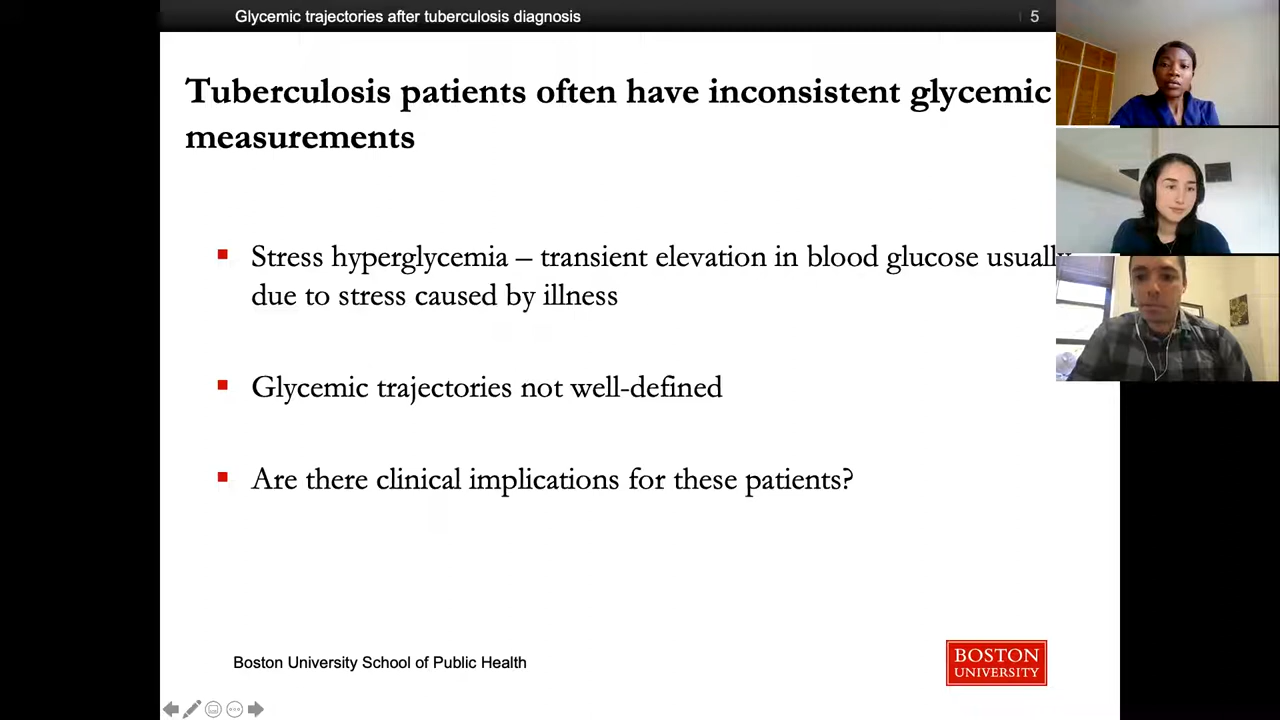 Glycemic trajectories after tuberculosis diagnosis
5
Tuberculosis patients often have inconsistent glycemic
measurements
Stress hyperglycemia – transient elevation in blood glucose usually
due to stress caused by illness
Glycemic trajectories not well-defined
Are there clinical implications for these patients?
Boston University School of Public Health
BOSTON
UNIVERSITY